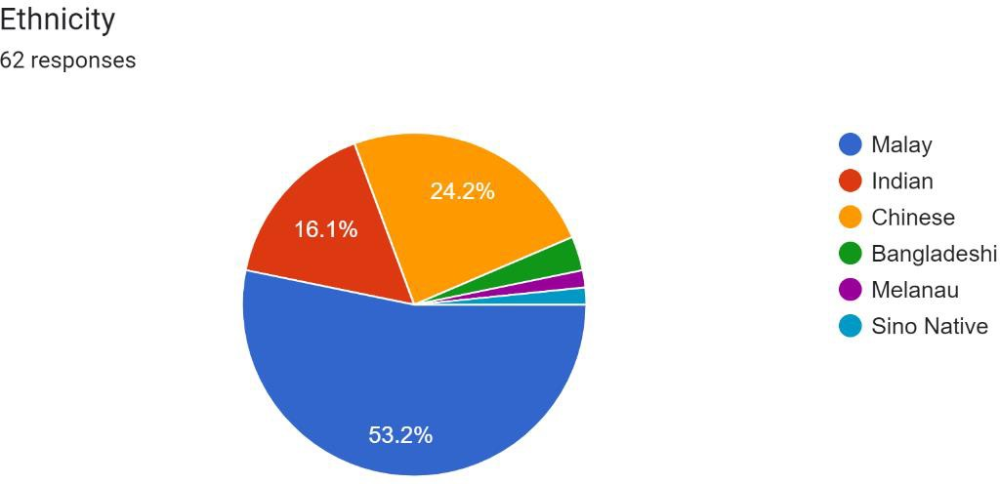 Ethnicity
62 responses
24.2%
16.1%
53.2%
Malay
Indian
Chinese
Bangladeshi
Melanau
Sino Native